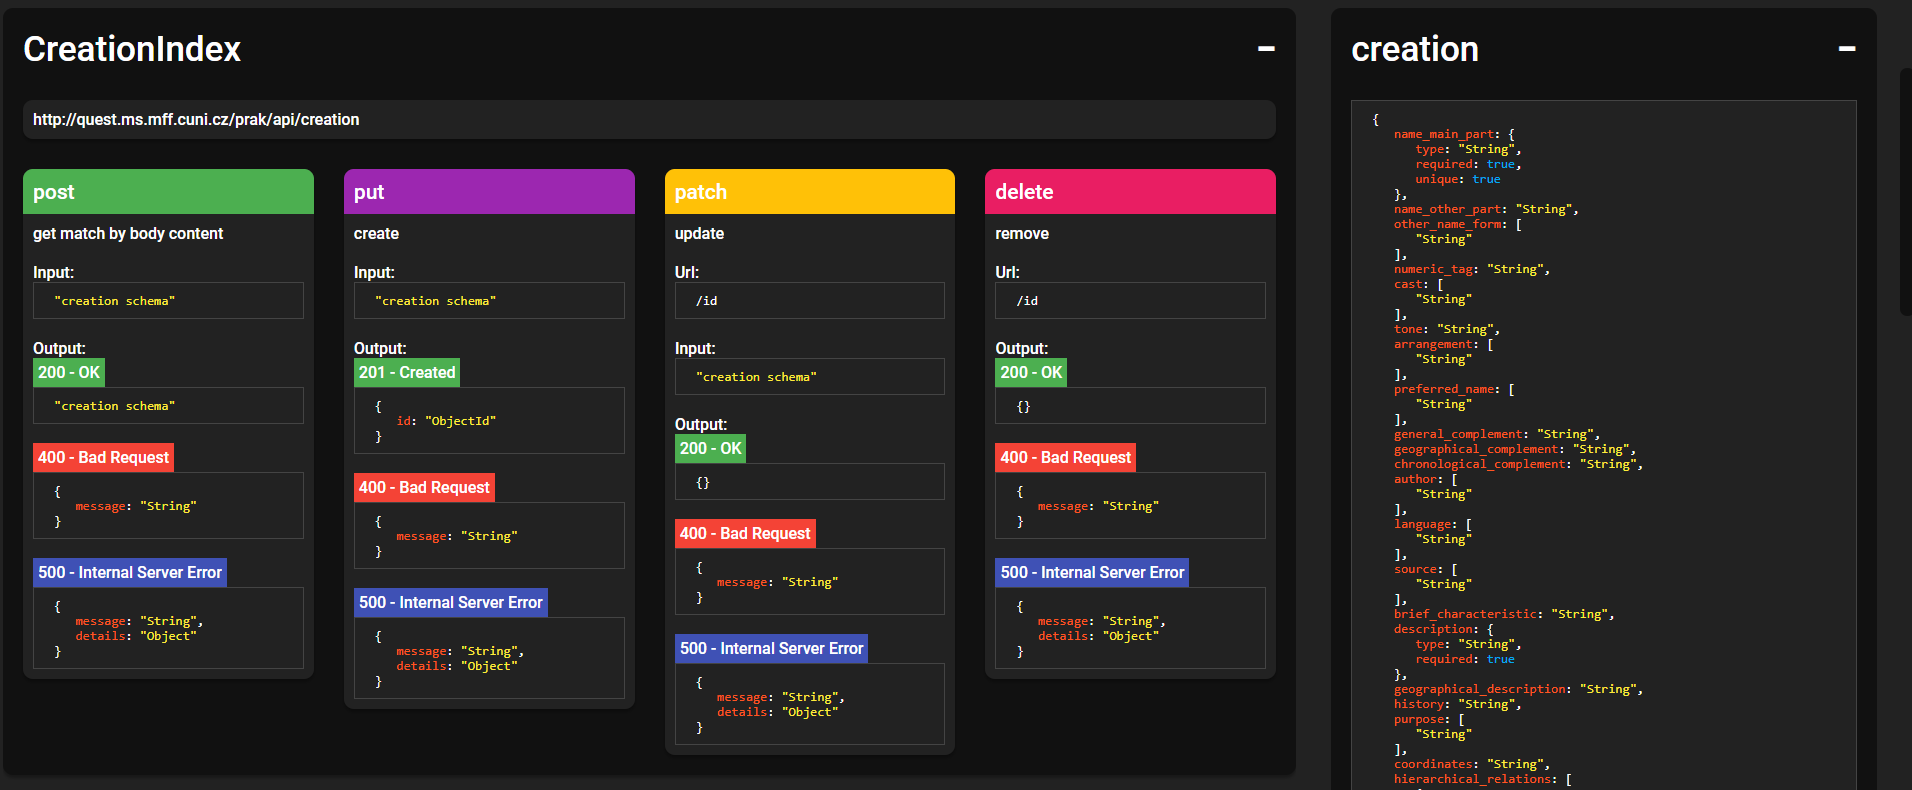 CreationIndex
http://quest.ms.mff.cuni.cz/prak/api/creation
post
get match by body content
Input:
"creation schema"
Output:
200 - OK
"creation schema"
400 - Bad Request
{
message: "String"
}
500 - Internal Server Error
{
message: "String",
details: "Object"
}
put
create
Input:
"creation schema"
Output:
201 - Created
{
id: "ObjectId"
}
400 - Bad Request
{
message: "String"
}
500 - Internal Server Error
{
message: "String",
details: "Object"
}
patch
update
Url:
/id
Input:
"creation schema"
Output:
200 - OK
{}
400 - Bad Request
{
message: "String"
}
500 - Internal Server Error
{
message: "String",
details: "Object"
}
delete
remove
Url:
/id
Output:
200 - OK
{}
400 - Bad Request
{
message: "String"
}
500 - Internal Server Error
{
message: "String",
details: "Object"
}
creation
{
name_main_part: {
type: "String",
required: true,
unique: true
},
name_other_part: "String",
other_name_form: [
"String"
],
numeric_tag: "String",
cast: [
"String"
],
tone: "String",
arrangement: [
"String"
],
preferred_name: [
"String"
],
general_complement: "String",
geographical_complement: "String",
chronological_complement: "String",
author: [
"String"
],
language: [
"String"
],
source: [
"String"
],
brief_characteristic: "String",
description: {
type: "String",
required: true
},
geographical_description: "String",
history: "String",
purpose: [
"String"
],
coordinates: "String",
hierarchical_relations: [